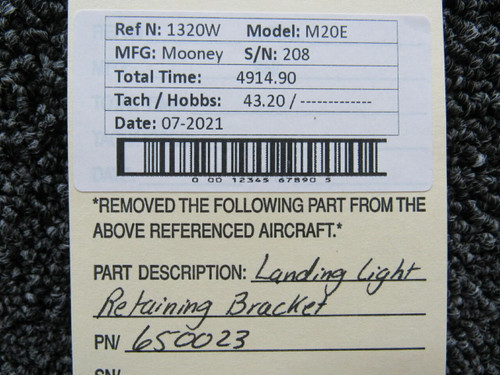 Ref N: 1320W Model: M20E
MFG: Mooney S/N: 208
Total Time: 4914.90
Tach / Hobbs: 43.20 / -------------
Date: 07-2021
0 00 12345 67890 5
*REMOVED THE FOLLOWING PART FROM THE
ABOVE REFERENCED AIRCRAFT.*
PART DESCRIPTION: Landing Light
Retaining Bracket
PN/ 650023
SN/